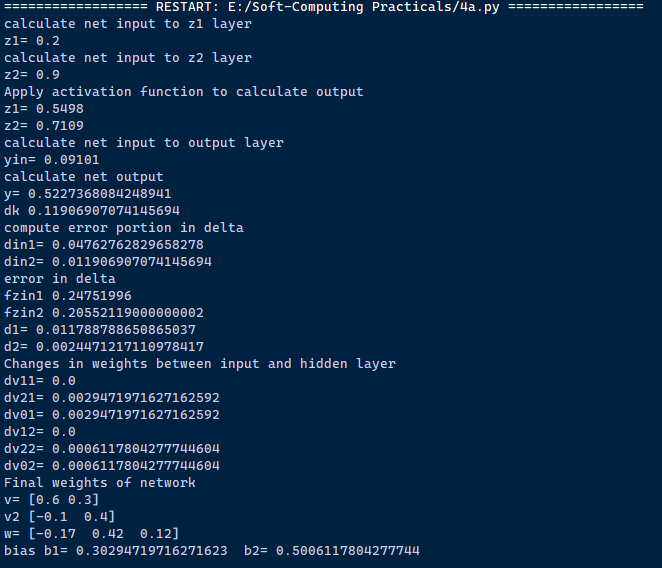 ================== RESTART: E:/Soft-Computing Practicals/4a.py =================
calculate net input to z1 layer
z1= 0.2
calculate net input to z2 layer
z2= 0.9
Apply activation function to calculate output
z1= 0.5498
z2= 0.7109
calculate net input to output layer
yin= 0.09101
calculate net output
y= 0.5227368084248941
dk 0.11906907074145694
compute error portion in delta
din1= 0.04762762829658278
din2= 0.011906907074145694
error in delta
fzin1 0.24751996
fzin2 0.20552119000000002
d1= 0.011788788650865037
d2= 0.0024471217110978417
Changes in weights between input and hidden layer
dv11= 0.0
dv21= 0.0029471971627162592
dv01= 0.0029471971627162592
dv12= 0.0
dv22= 0.0006117804277744604
dv02= 0.0006117804277744604
Final weights of network
v= [0.6 0.3]
v2 [-0.1  0.4]
w= [-0.17  0.42  0.12]
bias b1= 0.30294719716271623  b2= 0.5006117804277744